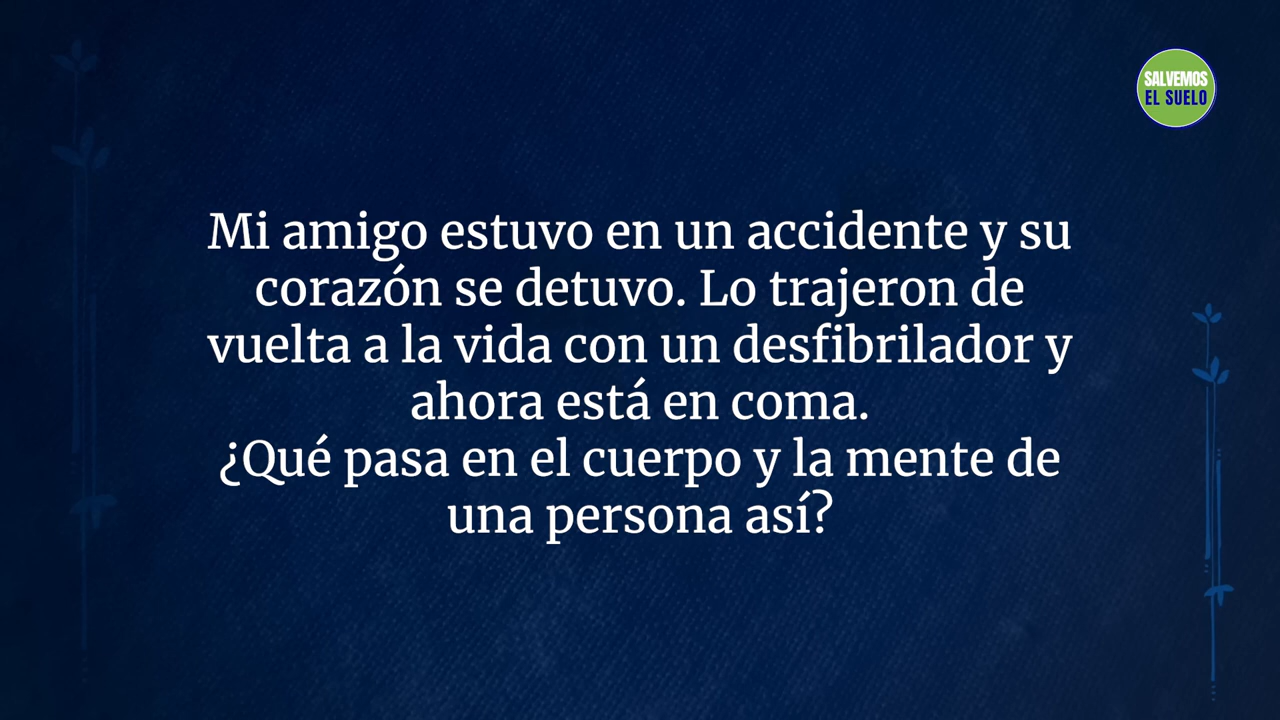 SALVEMOS
EL SUELO
Mi amigo estuvo en un accidente y su
corazón se detuvo. Lo trajeron de
vuelta a la vida con un desfibrilador y
ahora está en coma.
¿Qué pasa en el cuerpo y la mente de
una persona así?